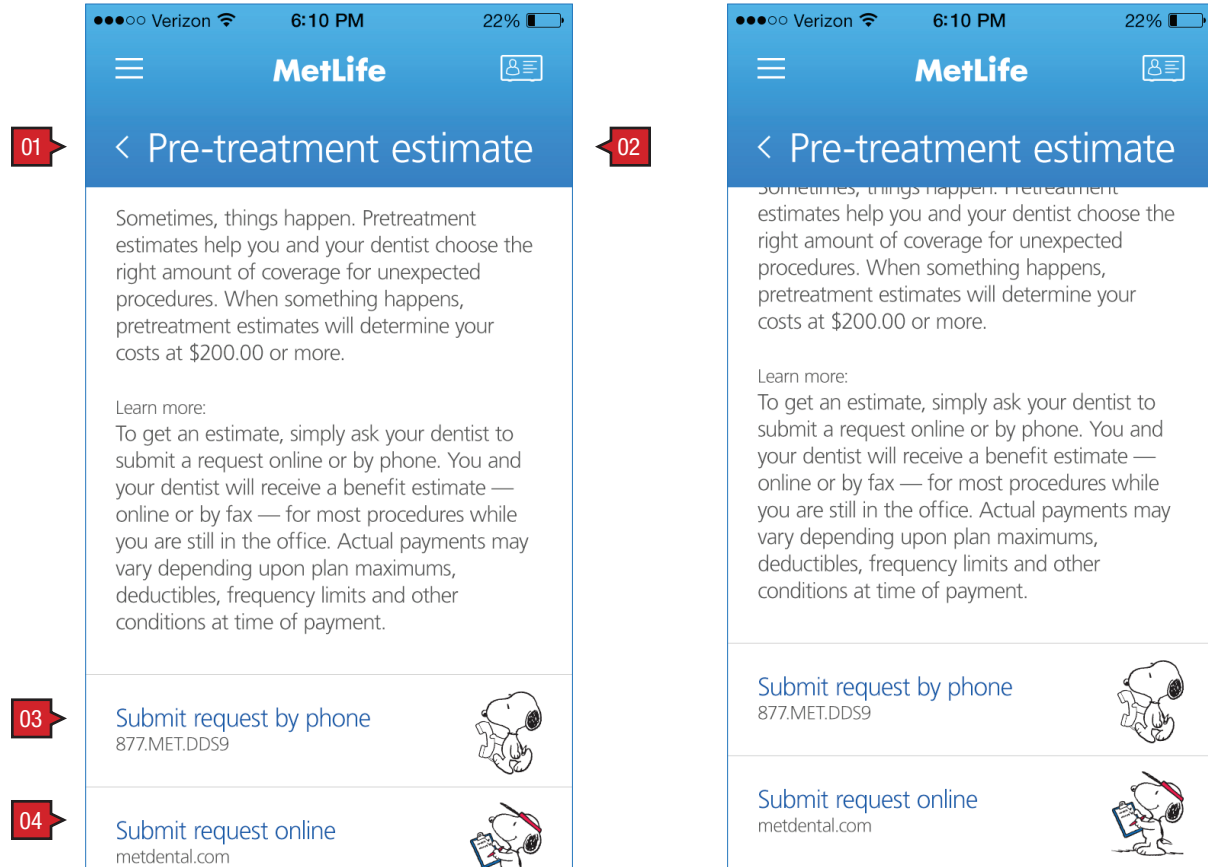 Verizon 6:10 PM 22%
MetLife
01
Pre-treatment estimate
02
Sometimes, things happen. Pretreatment
estimates help you and your dentist choose the
right amount of coverage for unexpected
procedures. When something happens,
pretreatment estimates will determine your
costs at $200.00 or more.
Learn more:
To get an estimate, simply ask your dentist to
submit a request online or by phone. You and
your dentist will receive a benefit estimate —
online or by fax — for most procedures while
you are still in the office. Actual payments may
vary depending upon plan maximums,
deductibles, frequency limits and other
conditions at time of payment.
03
Submit request by phone
877.MET.DDS9
04
Submit request online
metdental.com
Verizon 6:10 PM 22%
MetLife
Pre-treatment estimate
Sometimes, things happen. Pretreatment
estimates help you and your dentist choose the
right amount of coverage for unexpected
procedures. When something happens,
pretreatment estimates will determine your
costs at $200.00 or more.
Learn more:
To get an estimate, simply ask your dentist to
submit a request online or by phone. You and
your dentist will receive a benefit estimate —
online or by fax — for most procedures while
you are still in the office. Actual payments may
vary depending upon plan maximums,
deductibles, frequency limits and other
conditions at time of payment.
Submit request by phone
877.MET.DDS9
Submit request online
metdental.com